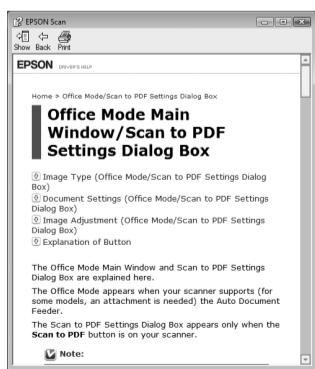 EPSON Scan
Show Back Print
EPSON DRIVER'S HELP
Home > Office Mode/Scan to PDF Settings Dialog Box
Office Mode Main
Window/Scan to PDF
Settings Dialog Box
Image Type (Office Mode/Scan to PDF Settings Dialog
Box)
Document Settings (Office Mode/Scan to PDF Settings
Dialog Box)
Image Adjustment (Office Mode/Scan to PDF Settings
Dialog Box)
Explanation of Button
The Office Mode Main Window and Scan to PDF Settings
Dialog Box are explained here.
The Office Mode appears when your scanner supports (for
some models, an attachment is needed) the Auto Document
Feeder.
The Scan to PDF Settings Dialog Box appears only when the
Scan to PDF button is on your scanner.
Note: